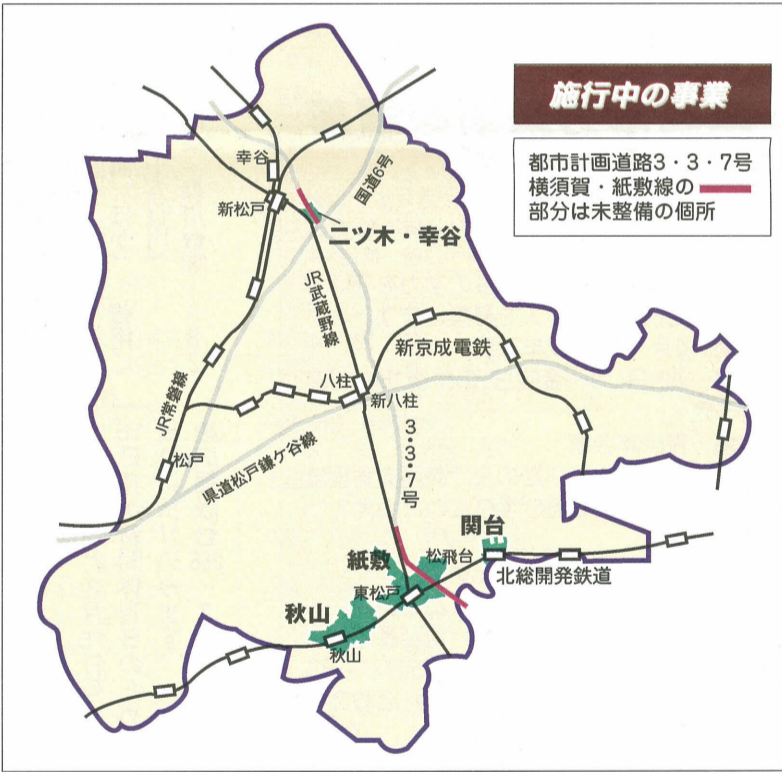 施行中の事業
都市計画道路3・3・7号
横須賀・紙敷線の
部分は未整備の個所
幸谷
国道6号
新松戸
二ツ木・幸谷
JR武蔵野線
新京成電鉄
八柱
新八柱
JR常磐線
松戸
県道松戸鎌ケ谷線
3・3・7号
関台
紙敷
松飛台
北総開発鉄道
東松戸
秋山
秋山